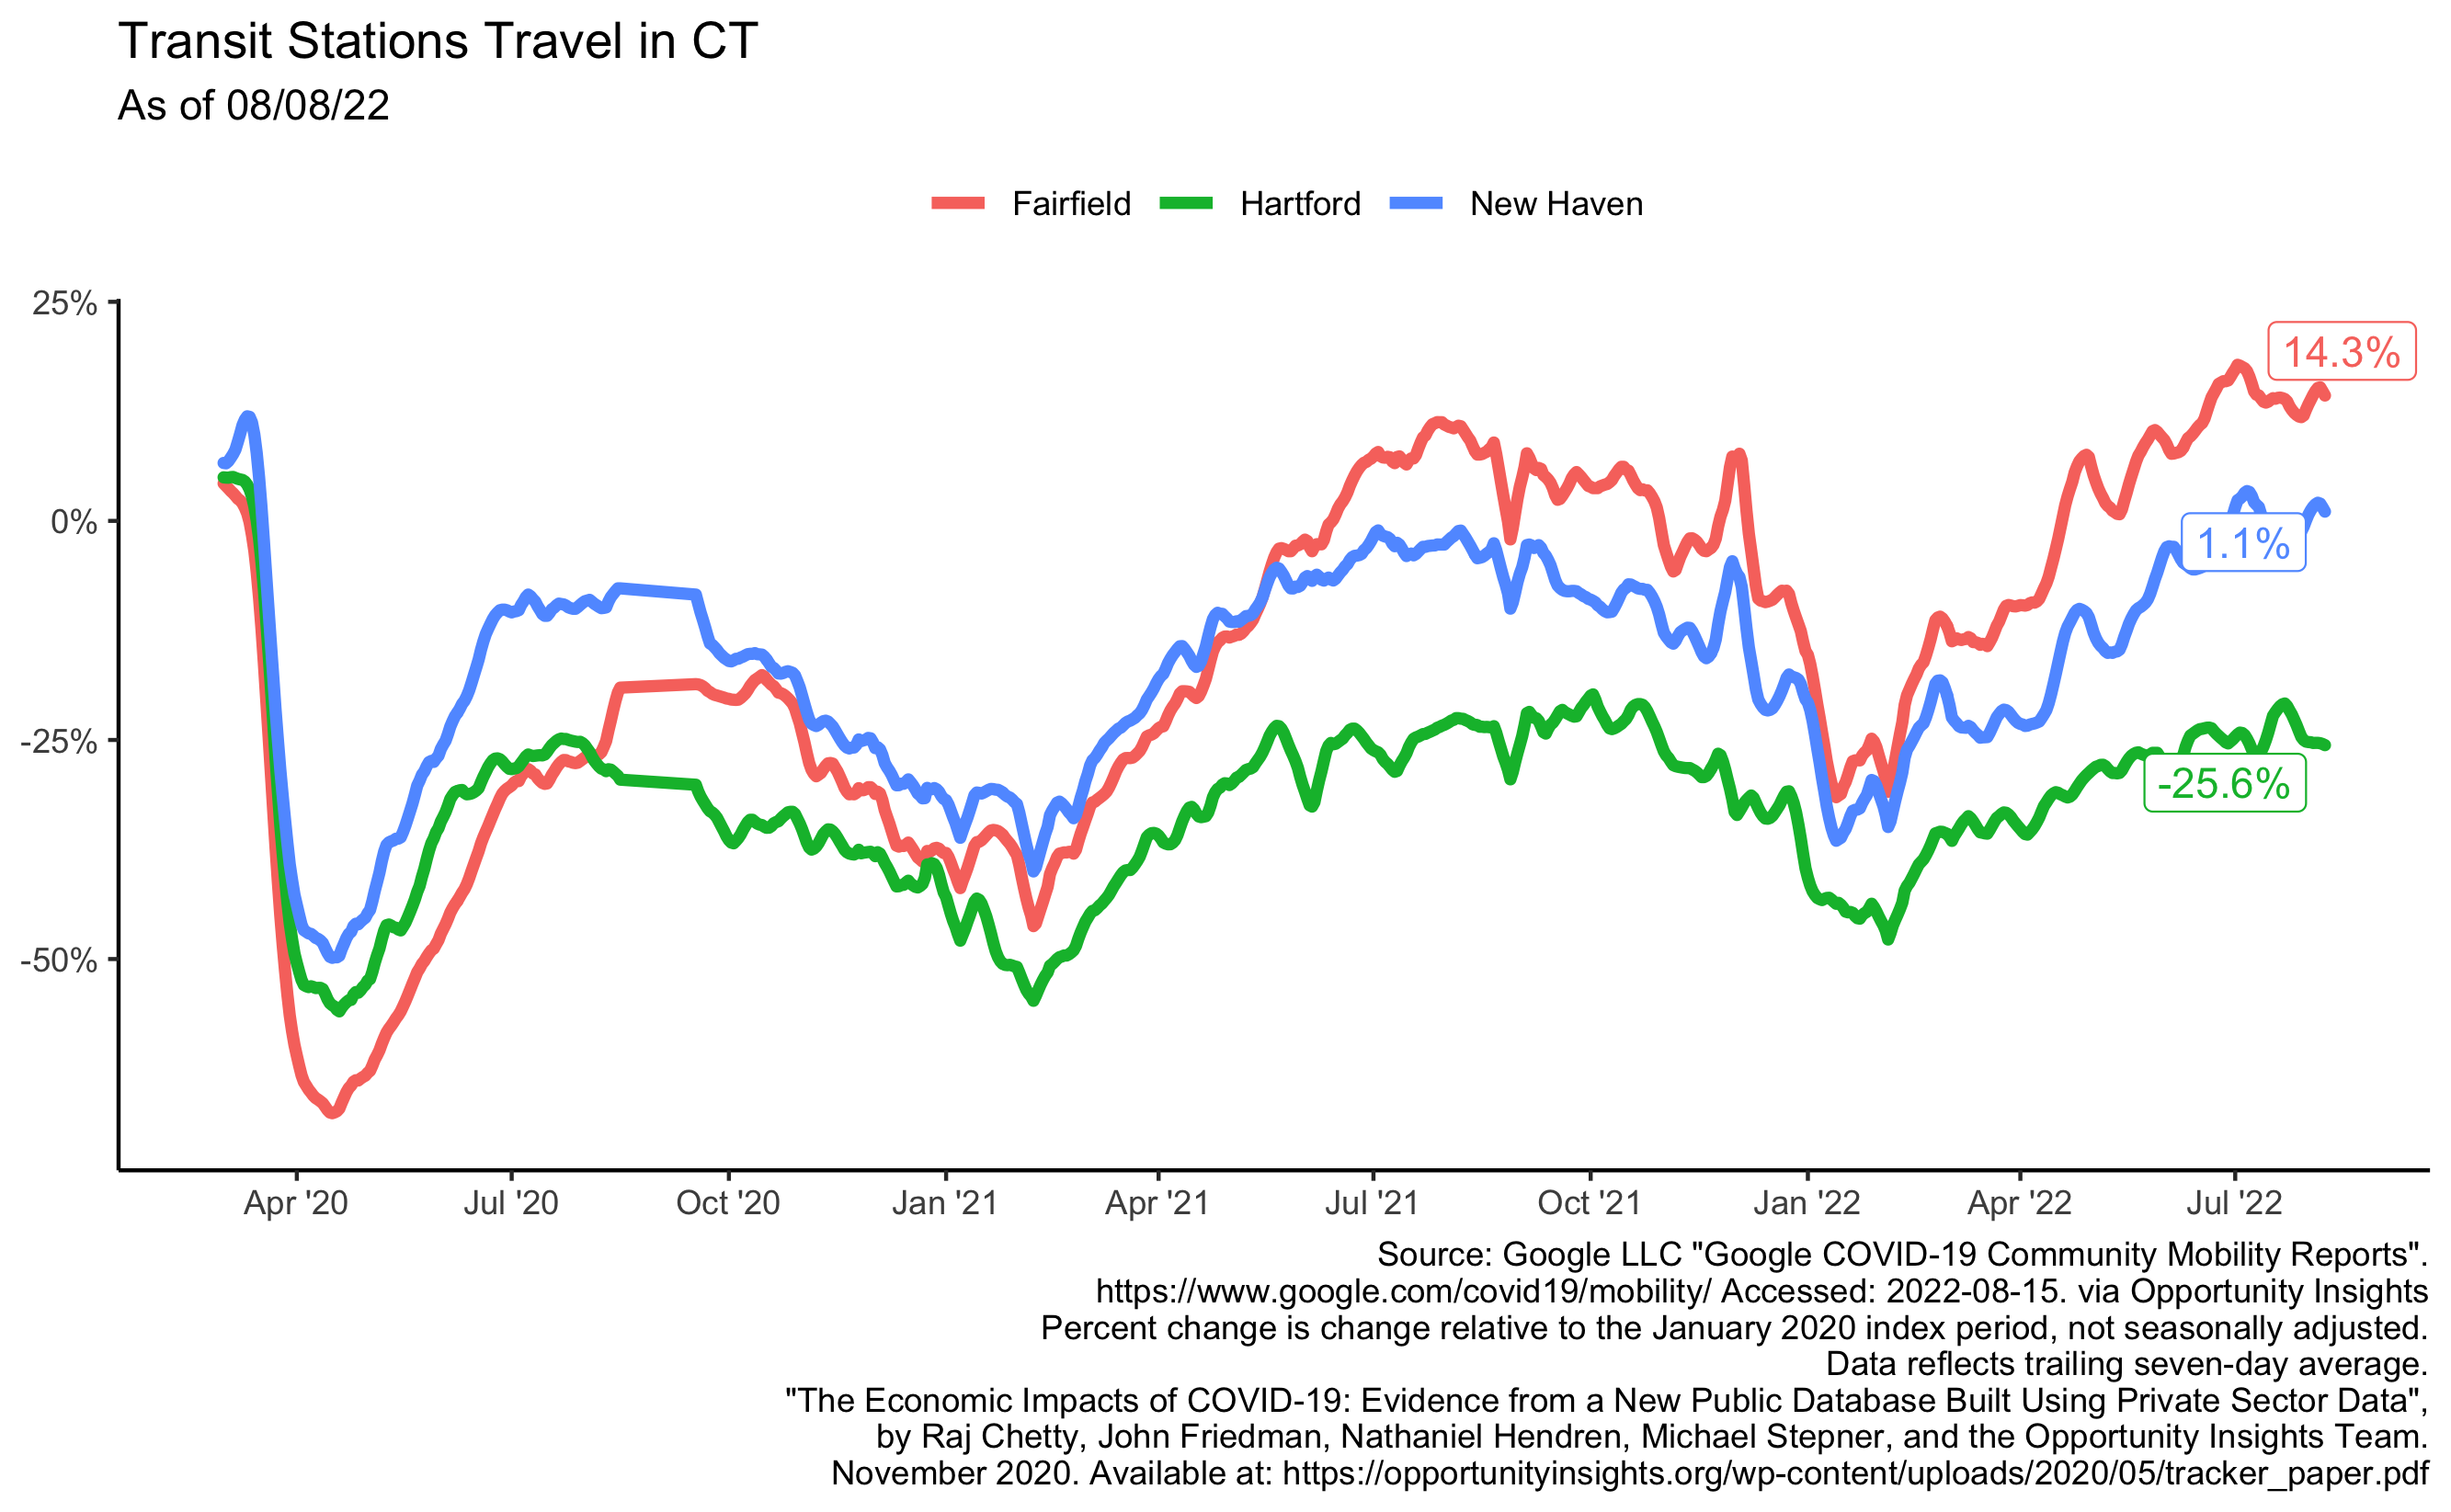 Transit Stations Travel in CT
As of 08/08/22
Fairfield Hartford New Haven
25%
0%
-25%
-50%
14.3%
1.1%
-25.6%
Apr '20 Jul '20 Oct '20 Jan '21 Apr '21 Jul '21 Oct '21 Jan '22 Apr '22 Jul '22
Source: Google LLC "Google COVID-19 Community Mobility Reports".
https://www.google.com/covid19/mobility/ Accessed: 2022-08-15. via Opportunity Insights
Percent change is change relative to the January 2020 index period, not seasonally adjusted.
Data reflects trailing seven-day average.
"The Economic Impacts of COVID-19: Evidence from a New Public Database Built Using Private Sector Data",
by Raj Chetty, John Friedman, Nathaniel Hendren, Michael Stepner, and the Opportunity Insights Team.
November 2020. Available at: https://opportunityinsights.org/wp-content/uploads/2020/05/tracker_paper.pdf